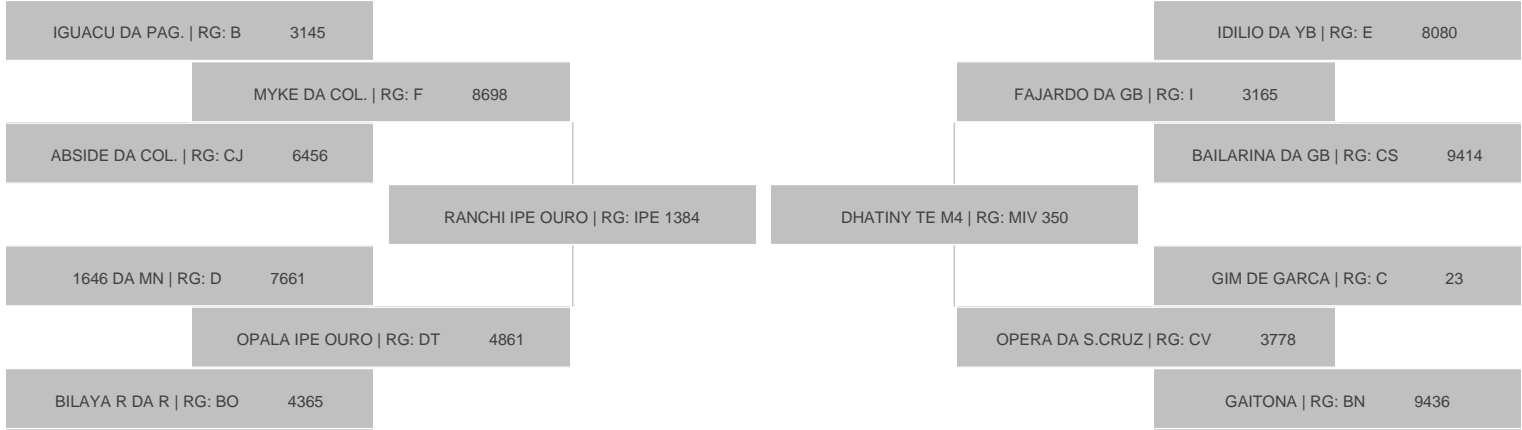 IGUACU DA PAG. | RG: B 3145
IDILIO DA YB | RG: E 8080
MYKE DA COL. | RG: F 8698
FAJARDO DA GB | RG: I 3165
ABSIDE DA COL. | RG: CJ 6456
BAILARINA DA GB | RG: CS 9414
RANCHI IPE OURO | RG: IPE 1384
DHATINY TE M4 | RG: MIV 350
1646 DA MN | RG: D 7661
GIM DE GARCA | RG: C 23
OPALA IPE OURO | RG: DT 4861
OPERA DA S.CRUZ | RG: CV 3778
BILAYA R DA R | RG: BO 4365
GAITONA | RG: BN 9436